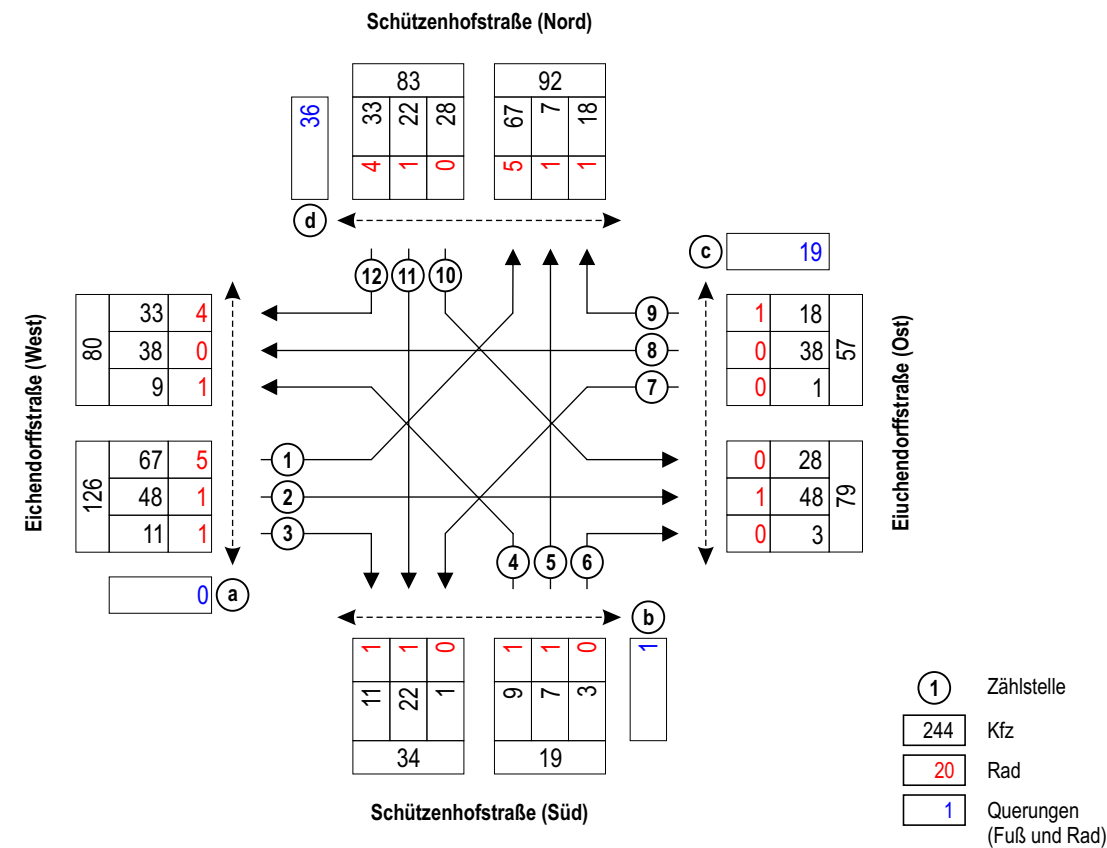 Schützenhofstraße (Nord)
83
92
33 22 28
67 7 18
4 1 0
5 1 1
36
d
c
19
12 11 10
Eichendorffstraße (West)
80
33 4
38 0
9 1
126
67 5
48 1
11 1
0 a
9
8
7
1
2
3
4 5 6
1 18
0 38
0 1
57
0 28
1 48
0 3
79
Eiuchendorffstraße (Ost)
b
1
1 1 0
1 1 0
11 22 1
9 7 3
34
19
Schützenhofstraße (Süd)
1 Zählstelle
244 Kfz
20 Rad
1 Querungen
(Fuß und Rad)